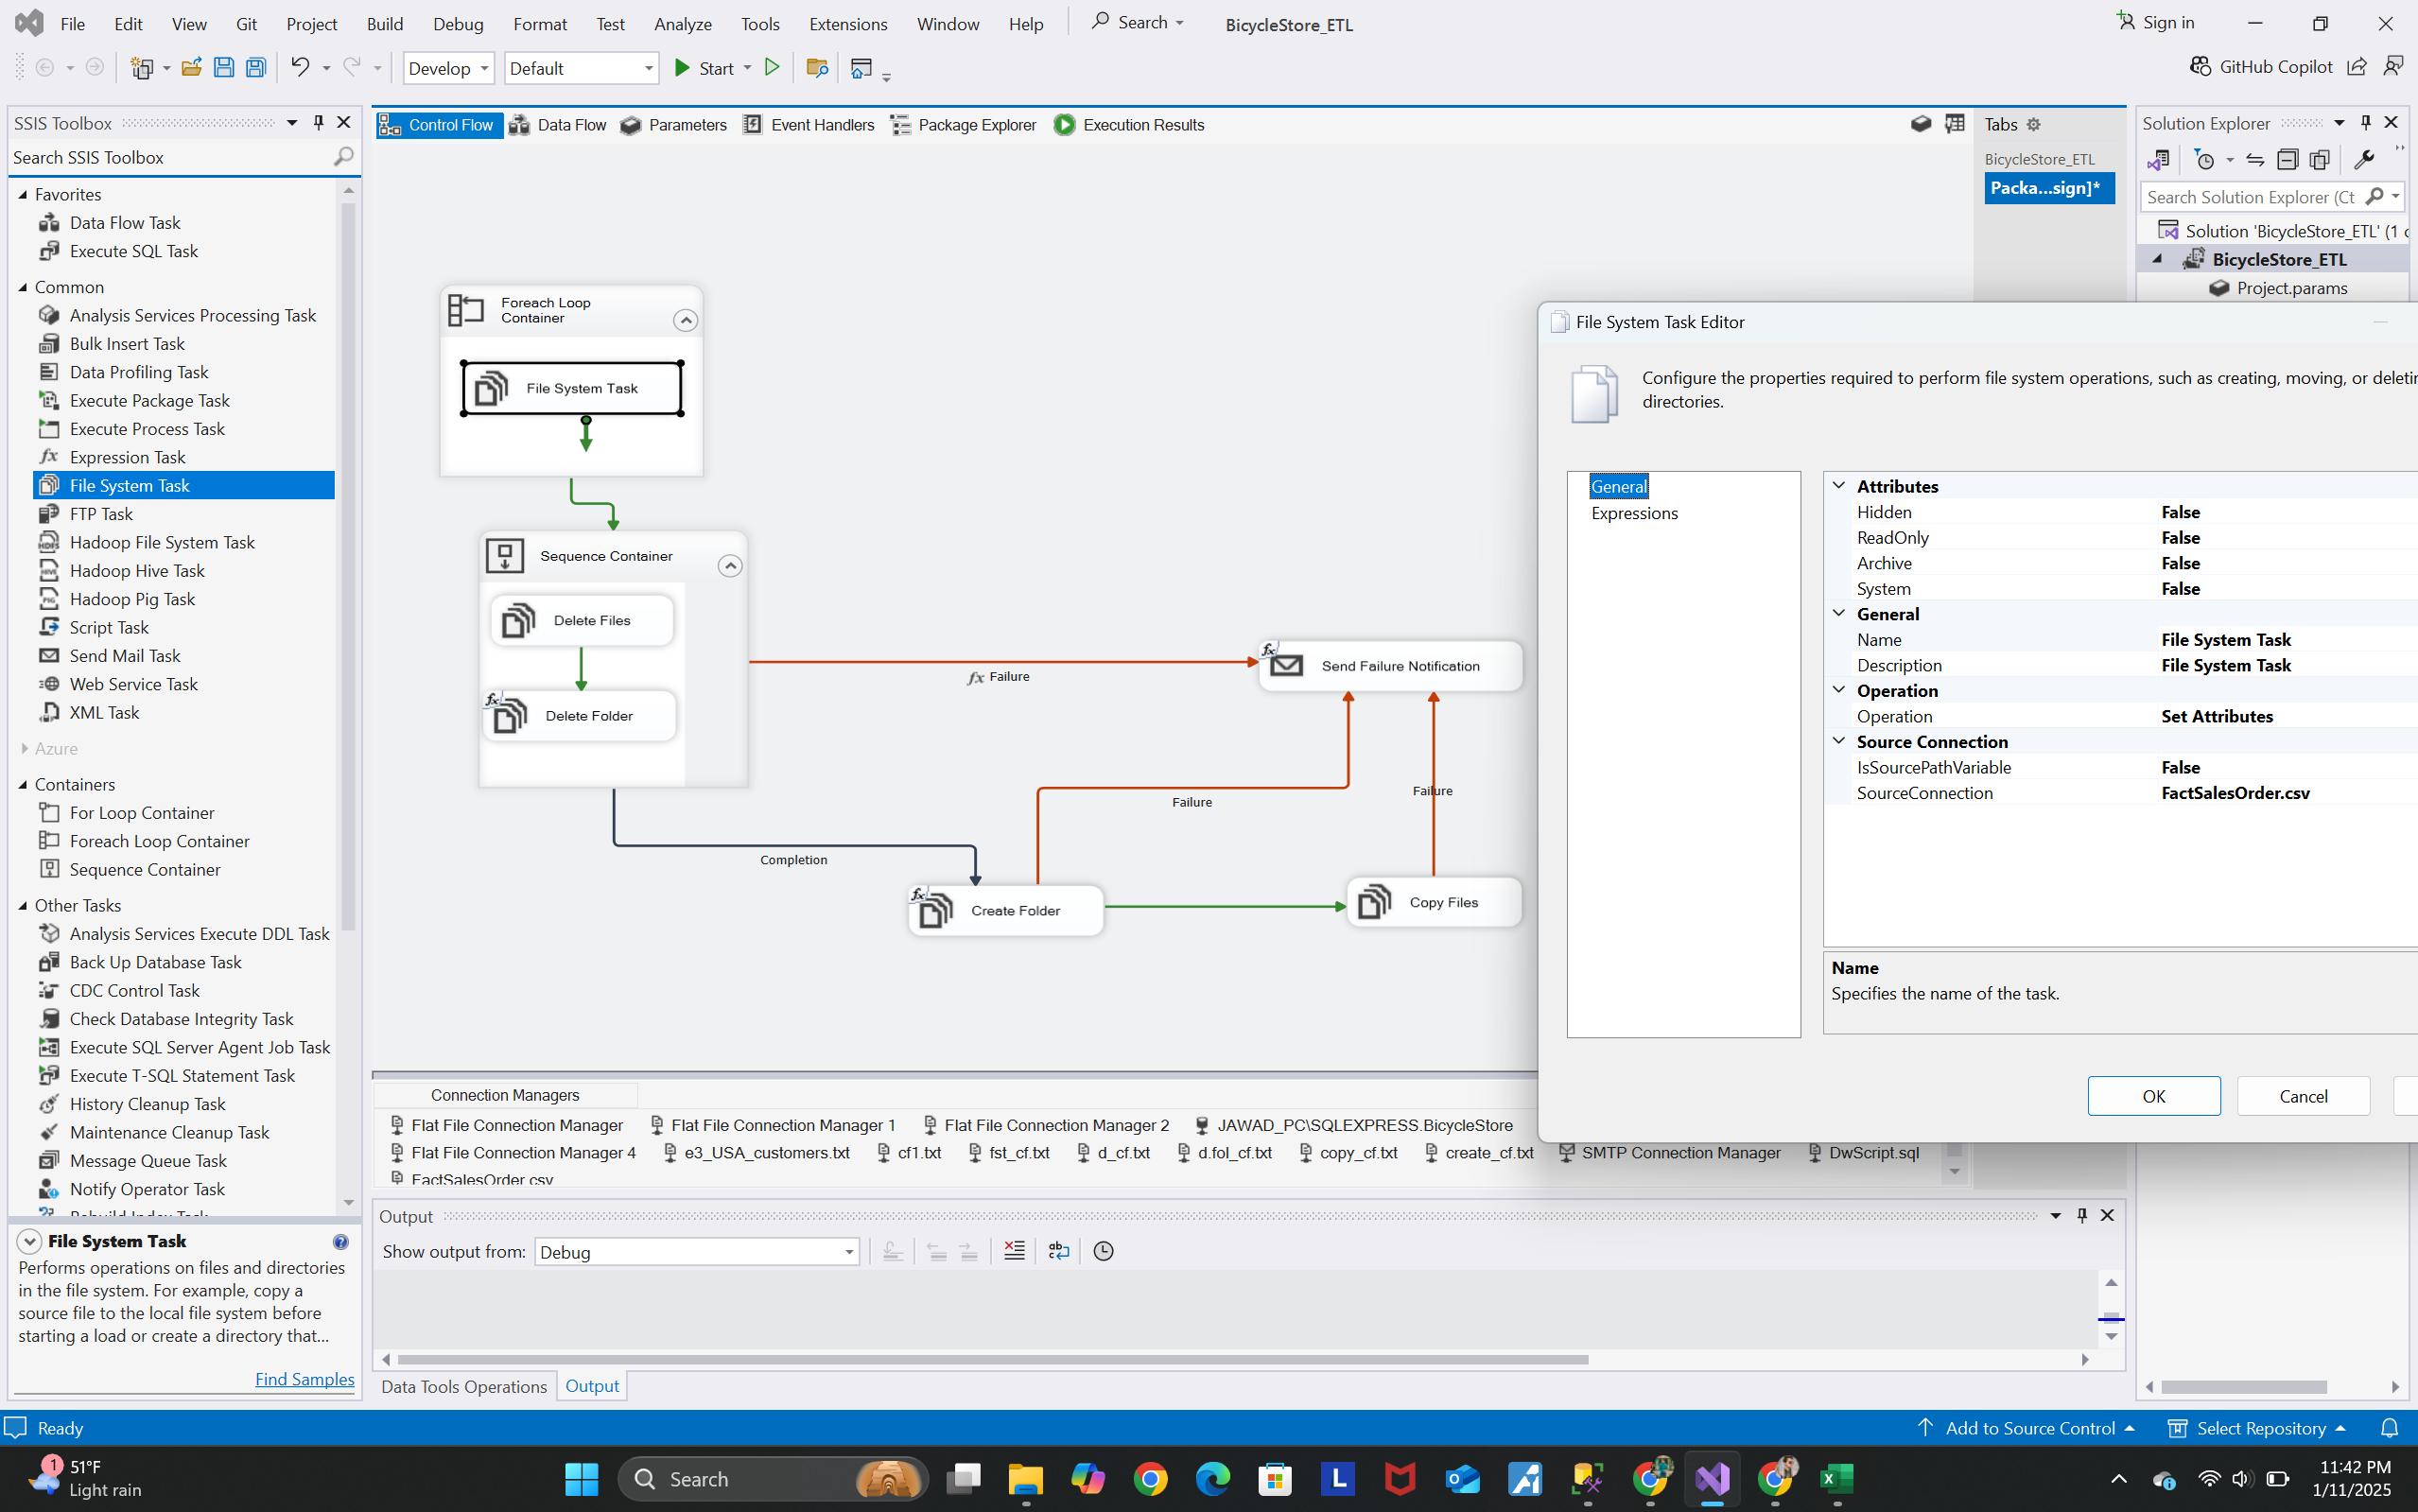 File Edit View Git Project Build Debug Format Test Analyze Tools Extensions Window Help Search BicycleStore_ETL Sign in
Develop Default Start GitHub Copilot
SSIS Toolbox
Search SSIS Toolbox
Favorites
Data Flow Task
Execute SQL Task
Common
Analysis Services Processing Task
Bulk Insert Task
Data Profiling Task
Execute Package Task
Execute Process Task
Expression Task
File System Task
FTP Task
Hadoop File System Task
Hadoop Hive Task
Hadoop Pig Task
Script Task
Send Mail Task
Web Service Task
XML Task
Azure
Containers
For Loop Container
Foreach Loop Container
Sequence Container
Other Tasks
Analysis Services Execute DDL Task
Back Up Database Task
CDC Control Task
Check Database Integrity Task
Execute SQL Server Agent Job Task
Execute T-SQL Statement Task
History Cleanup Task
Maintenance Cleanup Task
Message Queue Task
Notify Operator Task
File System Task
Performs operations on files and directories
in the file system. For example, copy a
source file to the local file system before
starting a load or create a directory that...
Find Samples
Control Flow Data Flow Parameters Event Handlers Package Explorer Execution Results
Foreach Loop
Container
File System Task
Sequence Container
Delete Files
fx Delete Folder
fx Failure
fx Send Failure Notification
Failure
Failure
Completion
fx Create Folder
Copy Files
Tabs
BicycleStore_ETL
Packa...sign]*
Solution Explorer
Search Solution Explorer (Ct
Solution 'BicycleStore_ETL' (1
BicycleStore_ETL
Project.params
File System Task Editor
Configure the properties required to perform file system operations, such as creating, moving, or
directories.
General
Expressions
Attributes
Hidden False
ReadOnly False
Archive False
System False
General
Name File System Task
Description File System Task
Operation
Operation Set Attributes
Source Connection
IsSourcePathVariable False
SourceConnection FactSalesOrder.csv
Name
Specifies the name of the task.
OK Cancel
Connection Managers
Flat File Connection Manager Flat File Connection Manager 1 Flat File Connection Manager 2 JAWAD_PC\SQLEXPRESS.BicycleStore
Flat File Connection Manager 4 e3_USA_customers.txt cf1.txt fst_cf.txt d_cf.txt d.fol_cf.txt copy_cf.txt create_cf.txt SMTP Connection Manager DwScript.sql
FactSalesOrder.csv
Output
Show output from: Debug
Data Tools Operations Output
Ready Add to Source Control Select Repository
1 51°F
Light rain
Search
11:42 PM
1/11/2025